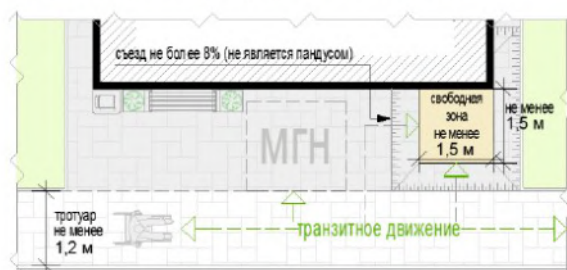 съезд не более 8% (не является пандусом)
свободная
зона
не менее
1,5 м
не менее
1,5 м
МГН
тротуар
не менее
1,2 м
транзитное движение